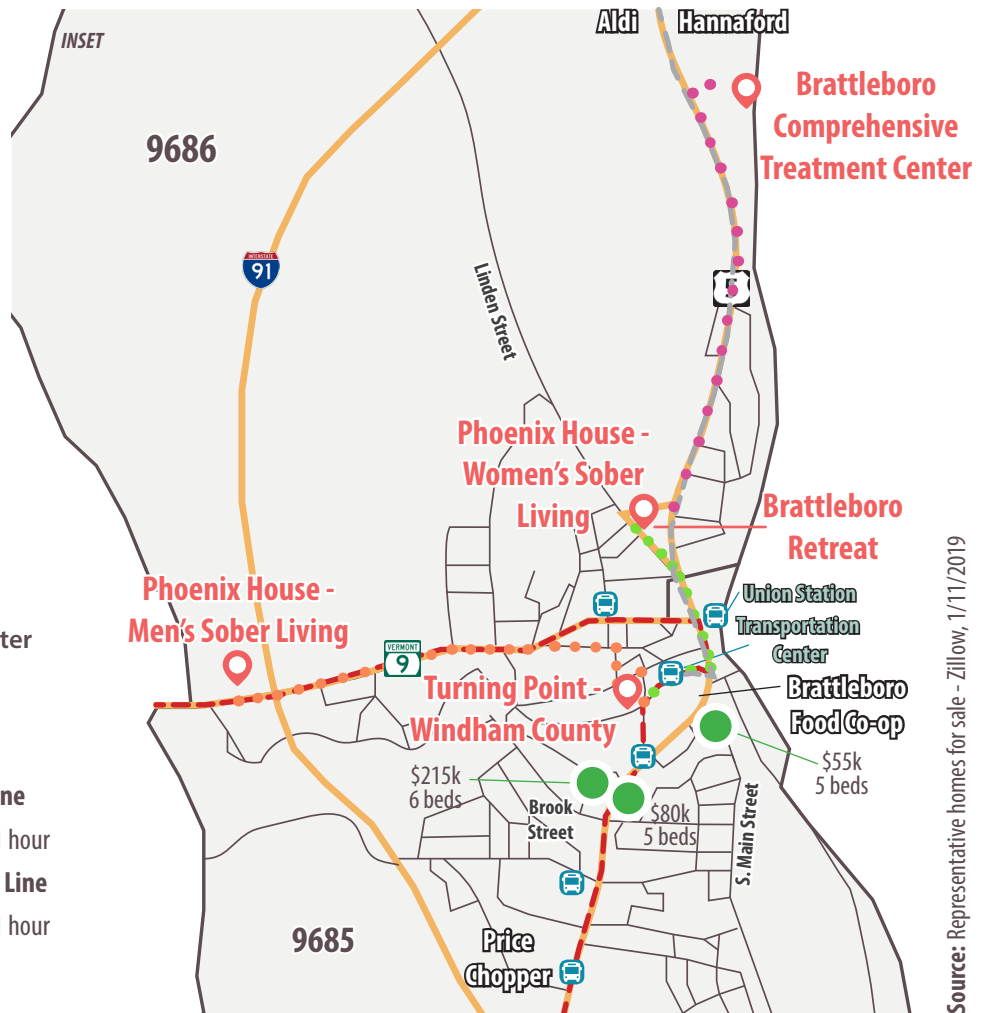 INSET
Aldi
Hannaford
Brattleboro
Comprehensive
Treatment Center
9686
INTERSTATE
91
5
Linden Street
Phoenix House -
Women's Sober
Living
Brattleboro
Retreat
Phoenix House -
Men's Sober Living
ter
VERMONT
9
Union Station
Transportation
Center
Turning Point -
Windham County
Brattleboro
Food Co-op
$55k
5 beds
$215k
6 beds
Brook
Street
$80k
5 beds
S. Main Street
ne
hour
Line
hour
9685
Price
Chopper
Source: Representative homes for sale - Zillow, 1/11/2019